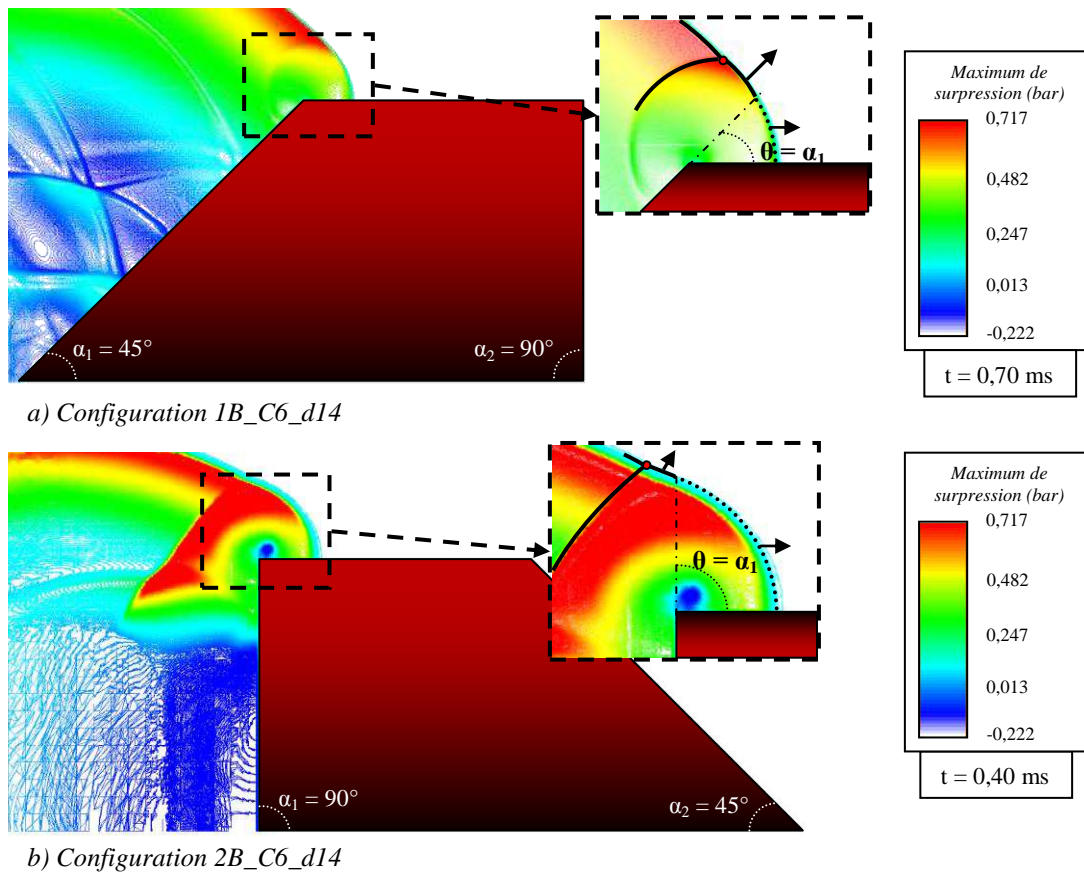 θ = α₁
α₁ = 45°
α₂ = 90°
Maximum de
surpression (bar)
0,717
0,482
0,247
0,013
-0,222
t = 0,70 ms
a) Configuration 1B_C6_d14
θ = α₁
α₁ = 90°
α₂ = 45°
Maximum de
surpression (bar)
0,717
0,482
0,247
0,013
-0,222
t = 0,40 ms
b) Configuration 2B_C6_d14